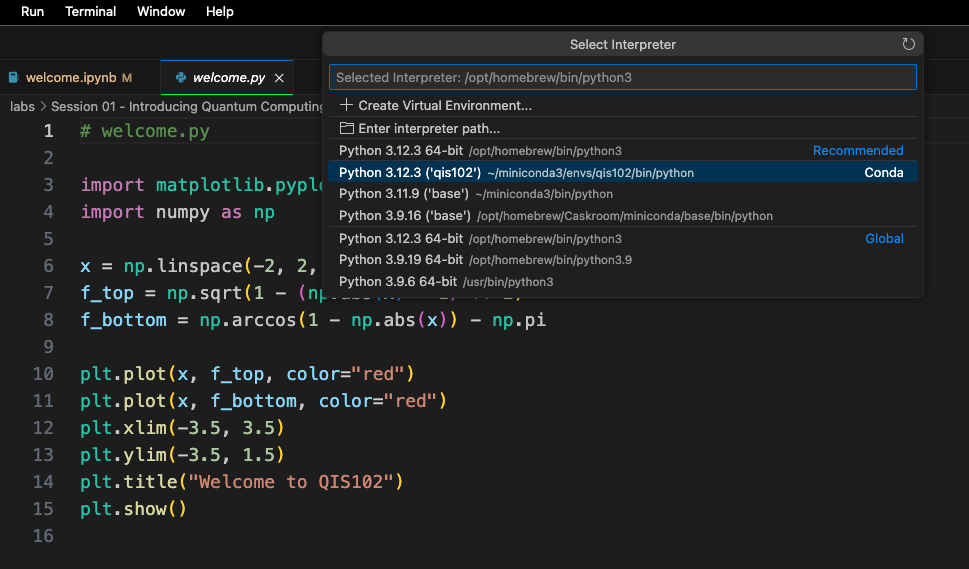 Run Terminal Window Help
Select Interpreter
welcome.ipynb M welcome.py ×
Selected Interpreter: /opt/homebrew/bin/python3
labs > Session 01 - Introducing Quantum Computing
+ Create Virtual Environment...
Enter interpreter path...
Python 3.12.3 64-bit /opt/homebrew/bin/python3 Recommended
Python 3.12.3 ('qis102') ~/miniconda3/envs/qis102/bin/python Conda
Python 3.11.9 ('base') ~/miniconda3/bin/python
Python 3.9.16 ('base') /opt/homebrew/Caskroom/miniconda/base/bin/python
Python 3.12.3 64-bit /opt/homebrew/bin/python3 Global
Python 3.9.19 64-bit /opt/homebrew/bin/python3.9
Python 3.9.6 64-bit /usr/bin/python3
1 # welcome.py
2
3 import matplotlib.pyplo
4 import numpy as np
5
6 x = np.linspace(-2, 2,
7 f_top = np.sqrt(1 - (np
8 f_bottom = np.arccos(1 - np.abs(x)) - np.pi
9
10 plt.plot(x, f_top, color="red")
11 plt.plot(x, f_bottom, color="red")
12 plt.xlim(-3.5, 3.5)
13 plt.ylim(-3.5, 1.5)
14 plt.title("Welcome to QIS102")
15 plt.show()
16